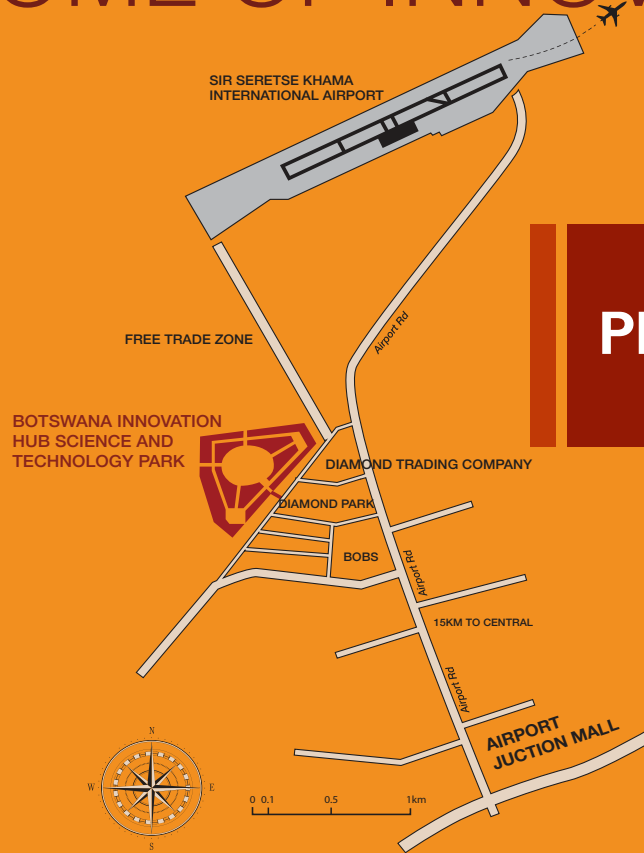 SIR SERETSE KHAMA
INTERNATIONAL AIRPORT
Airport Rd
FREE TRADE ZONE
BOTSWANA INNOVATION
HUB SCIENCE AND
TECHNOLOGY PARK
DIAMOND TRADING COMPANY
DIAMOND PARK
BOBS
Airport Rd
15KM TO CENTRAL
Airport Rd
AIRPORT
JUCTION MALL
N
W
E
S
0 0.1 0.5 1km